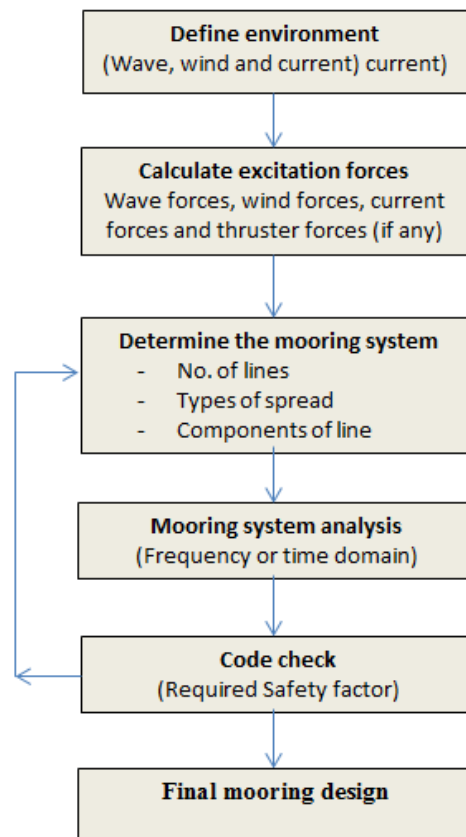 Define environment
(Wave, wind and current) current)
Calculate excitation forces
Wave forces, wind forces, current
forces and thruster forces (if any)
Determine the mooring system
- No. of lines
- Types of spread
- Components of line
Mooring system analysis
(Frequency or time domain)
Code check
(Required Safety factor)
Final mooring design